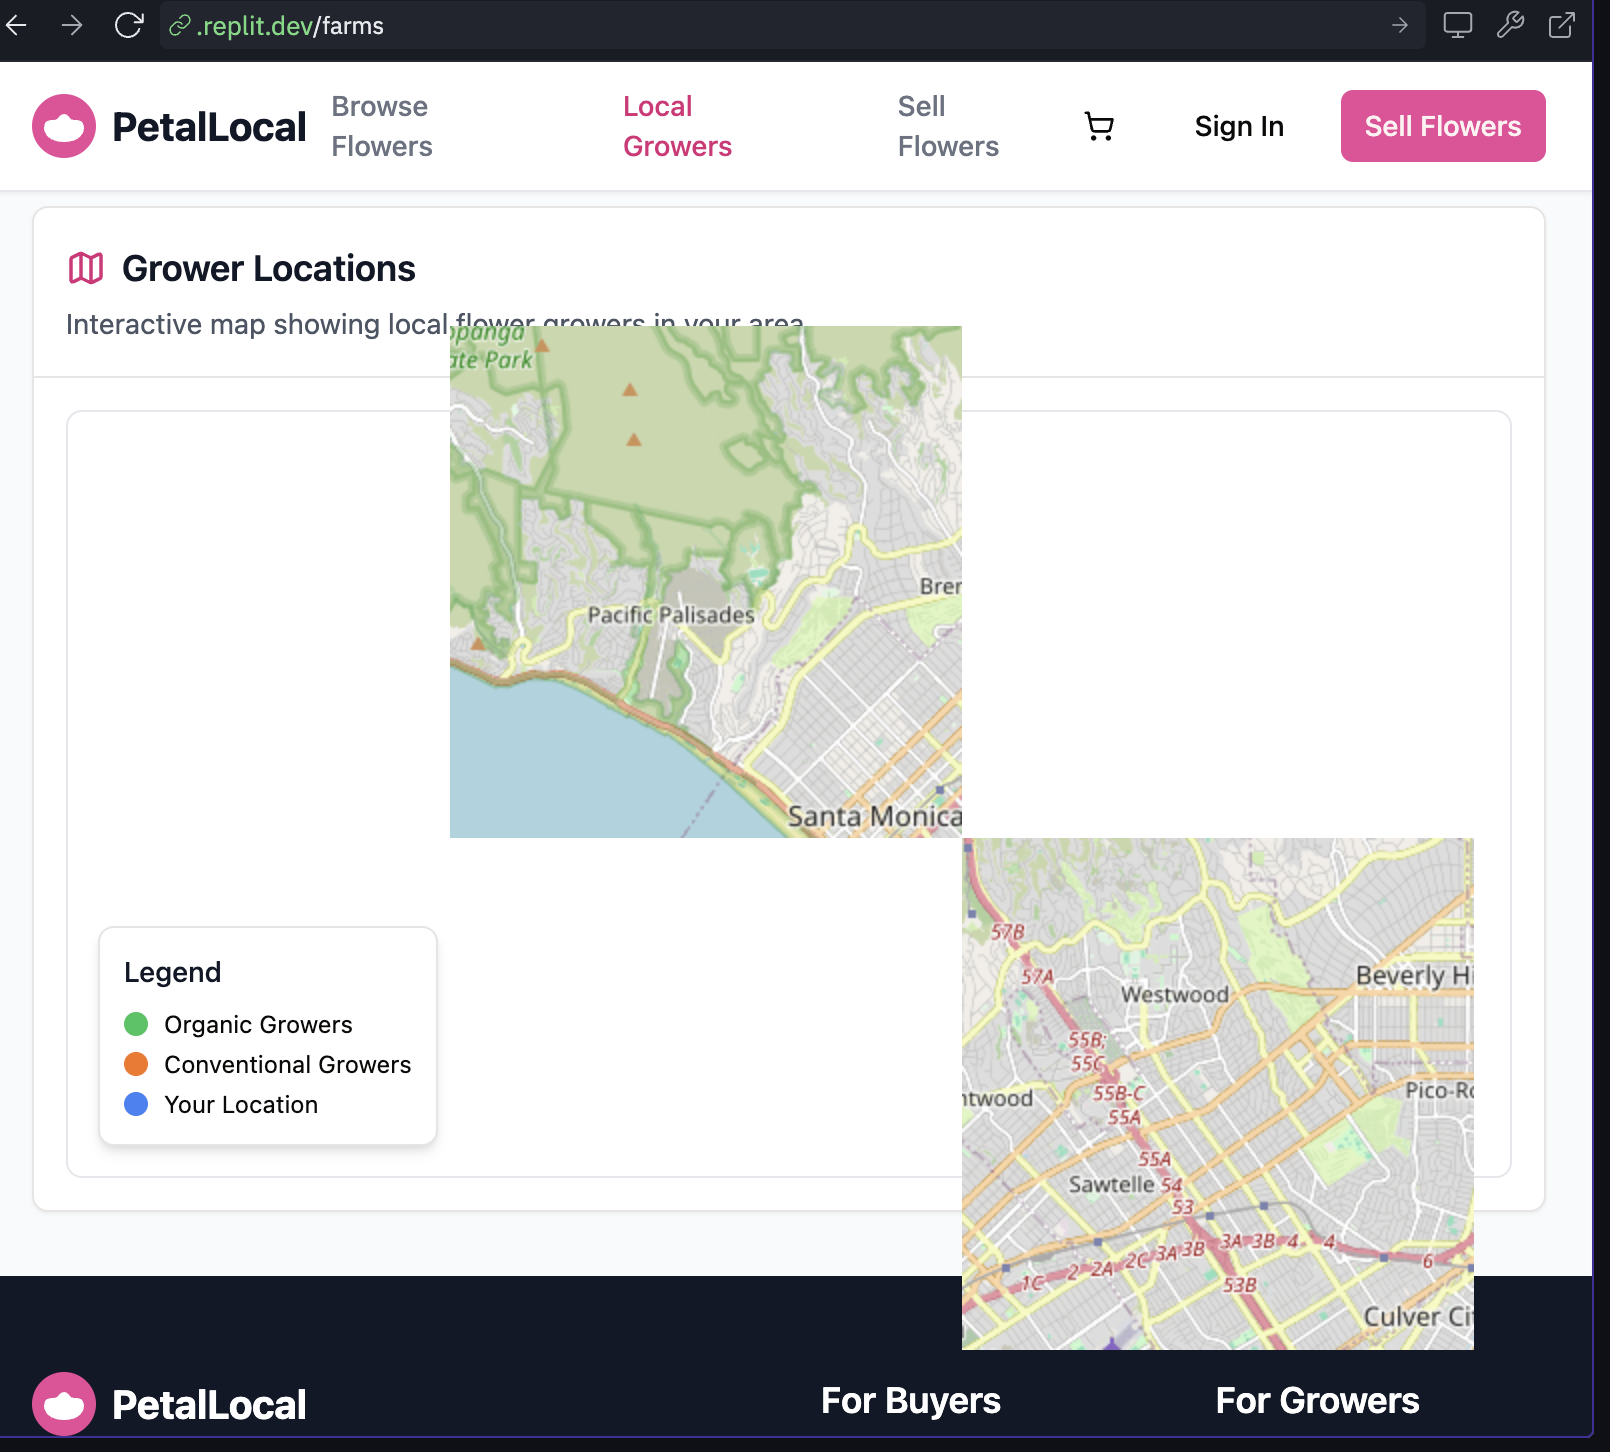 .replit.dev/farms
PetalLocal
Browse
Flowers
Local
Growers
Sell
Flowers
Sign In
Sell Flowers
Grower Locations
Interactive map showing local flower growers in your area
opanga
ate Park
Bren
Pacific Palisades
Santa Monica
57B
57A
Westwood
Beverly Hi
55B;
55C
55B-C
55A
ntwood
Pico-Ro
55A
Sawtelle
54
53
1C
2
2A
2C
3A
3B
3A
3B
4
4
6
53B
Culver Cit
Legend
Organic Growers
Conventional Growers
Your Location
PetalLocal
For Buyers
For Growers